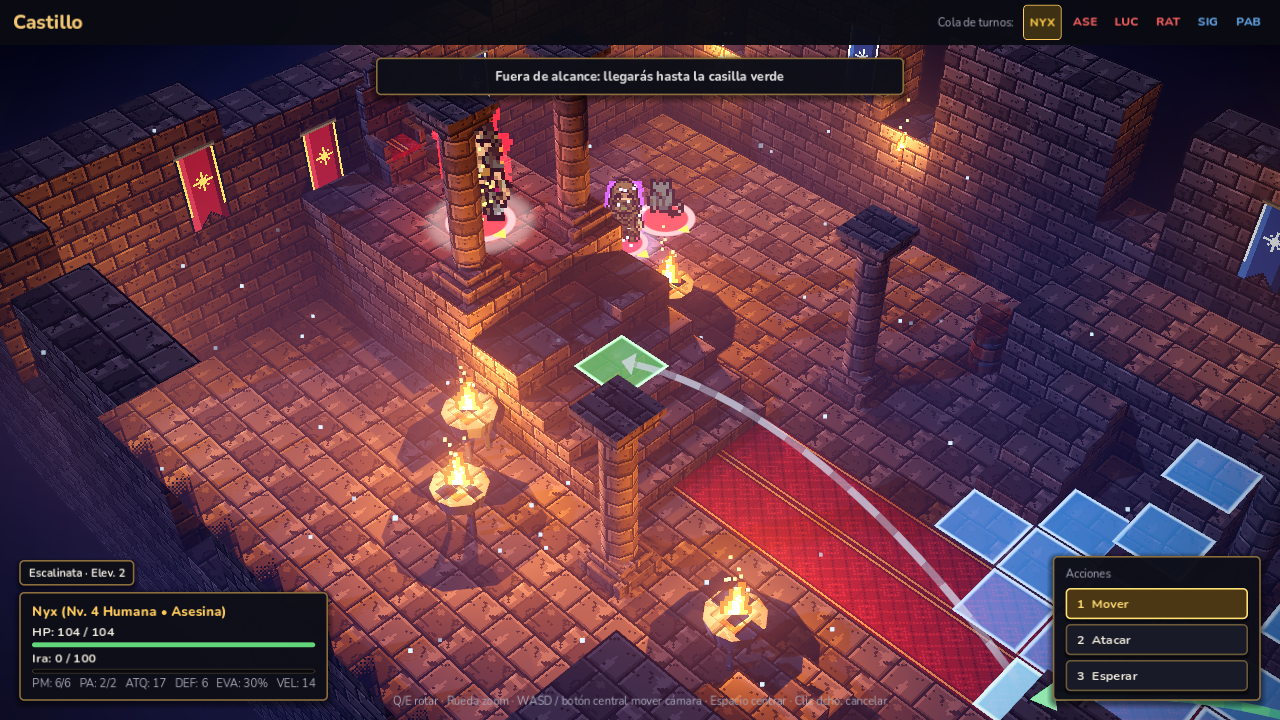 Castillo
Cola de turnos: NYX ASE LUC RAT SIG PAB
Fuera de alcance: llegarás hasta la casilla verde
Escalinata · Elev. 2
Nyx (Nv. 4 Humana • Asesina)
HP: 104 / 104
Ira: 0 / 100
PM: 6/6 PA: 2/2 ATQ: 17 DEF: 6 EVA: 30% VEL: 14
Acciones
1 Mover
2 Atacar
3 Esperar
Q/E rotar · Rueda zoom · WASD / botón central mover cámara · Espacio centrar · Clic dcho. cancelar